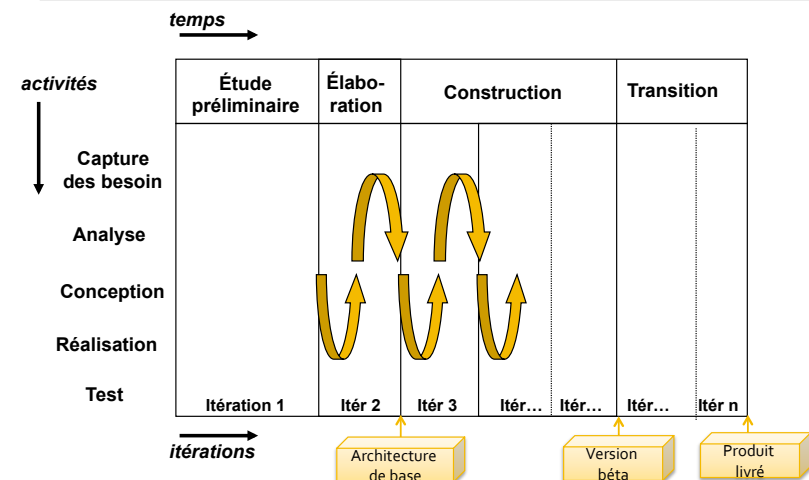 temps
activités
Étude
préliminaire
Élabo-
ration
Construction
Transition
Capture
des besoin
Analyse
Conception
Réalisation
Test
Itération 1
Itér 2
Itér 3
Itér…
Itér…
Itér…
Itér n
itérations
Architecture
de base
Version
béta
Produit
livré